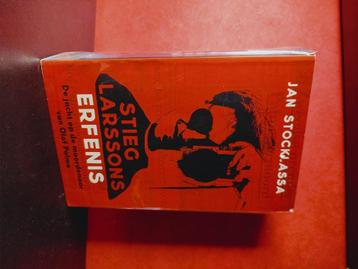 JAN STOCKLASSA
STIEG
LARSSONS
ERFENIS
De jacht op de moordenaar
van Olof Palme